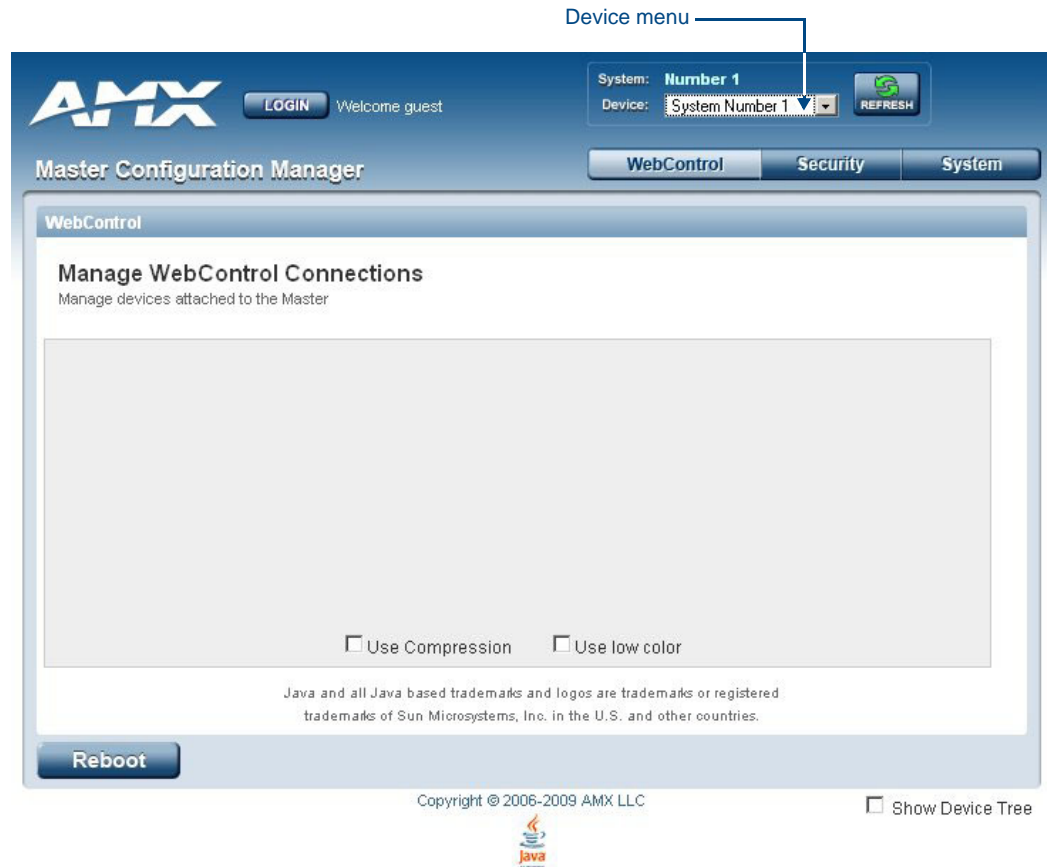 Device menu
AMX
LOGIN
Welcome guest
System: Number 1
Device: System Number 1
REFRESH
Master Configuration Manager
WebControl
Security
System
WebControl
Manage WebControl Connections
Manage devices attached to the Master
Use Compression
Use low color
Java and all Java based trademarks and logos are trademarks or registered
trademarks of Sun Microsystems, Inc. in the U.S. and other countries.
Reboot
Copyright © 2006-2009 AMX LLC
Show Device Tree
Java